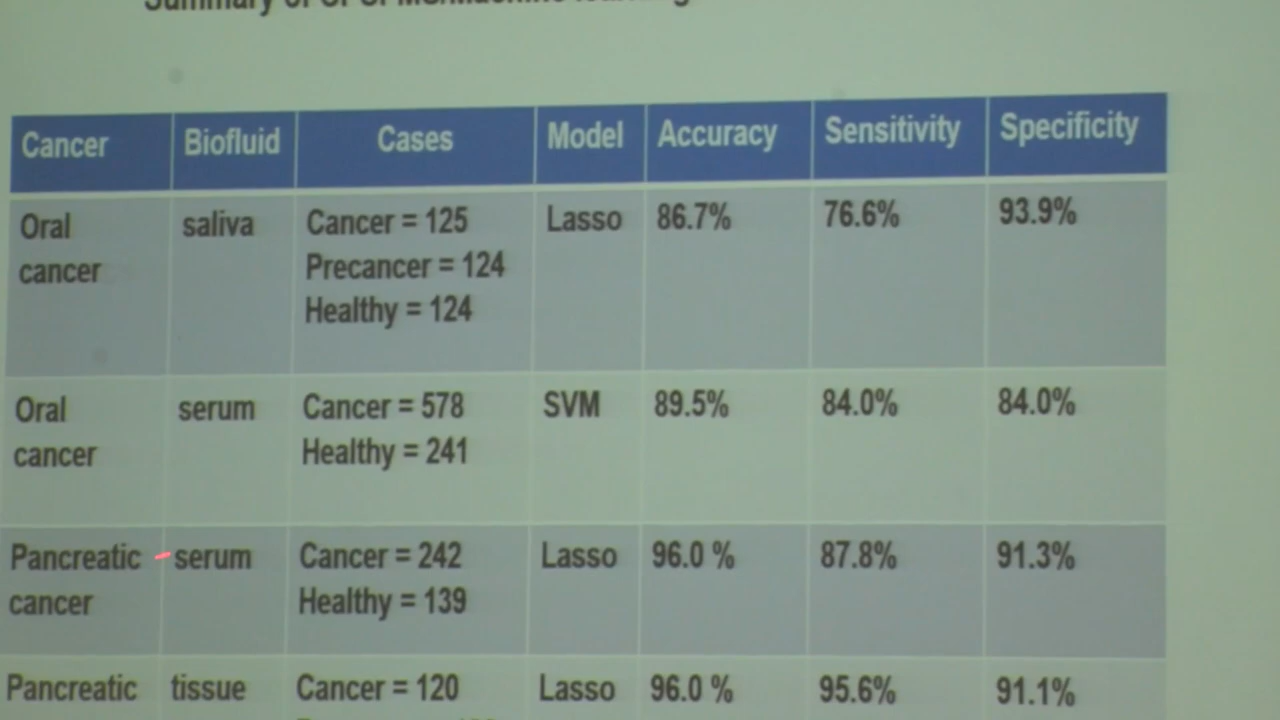 Summary of
Cancer Biofluid Cases Model Accuracy Sensitivity Specificity
Oral saliva Cancer = 125 Lasso 86.7% 76.6% 93.9%
cancer Precancer = 124
Healthy = 124
Oral serum Cancer = 578 SVM 89.5% 84.0% 84.0%
cancer Healthy = 241
Pancreatic serum Cancer = 242 Lasso 96.0 % 87.8% 91.3%
cancer Healthy = 139
Pancreatic tissue Cancer = 120 Lasso 96.0 % 95.6% 91.1%